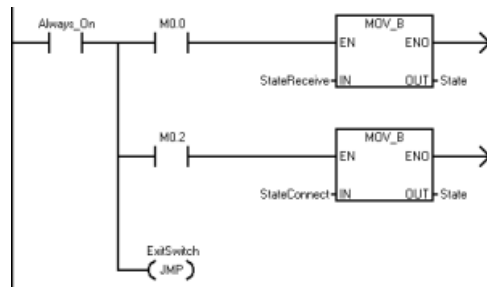 Always_On
M0.0
MOV_B
EN ENO
StateReceive IN OUT State
M0.2
MOV_B
EN ENO
StateConnect IN OUT State
ExitSwitch
JMP